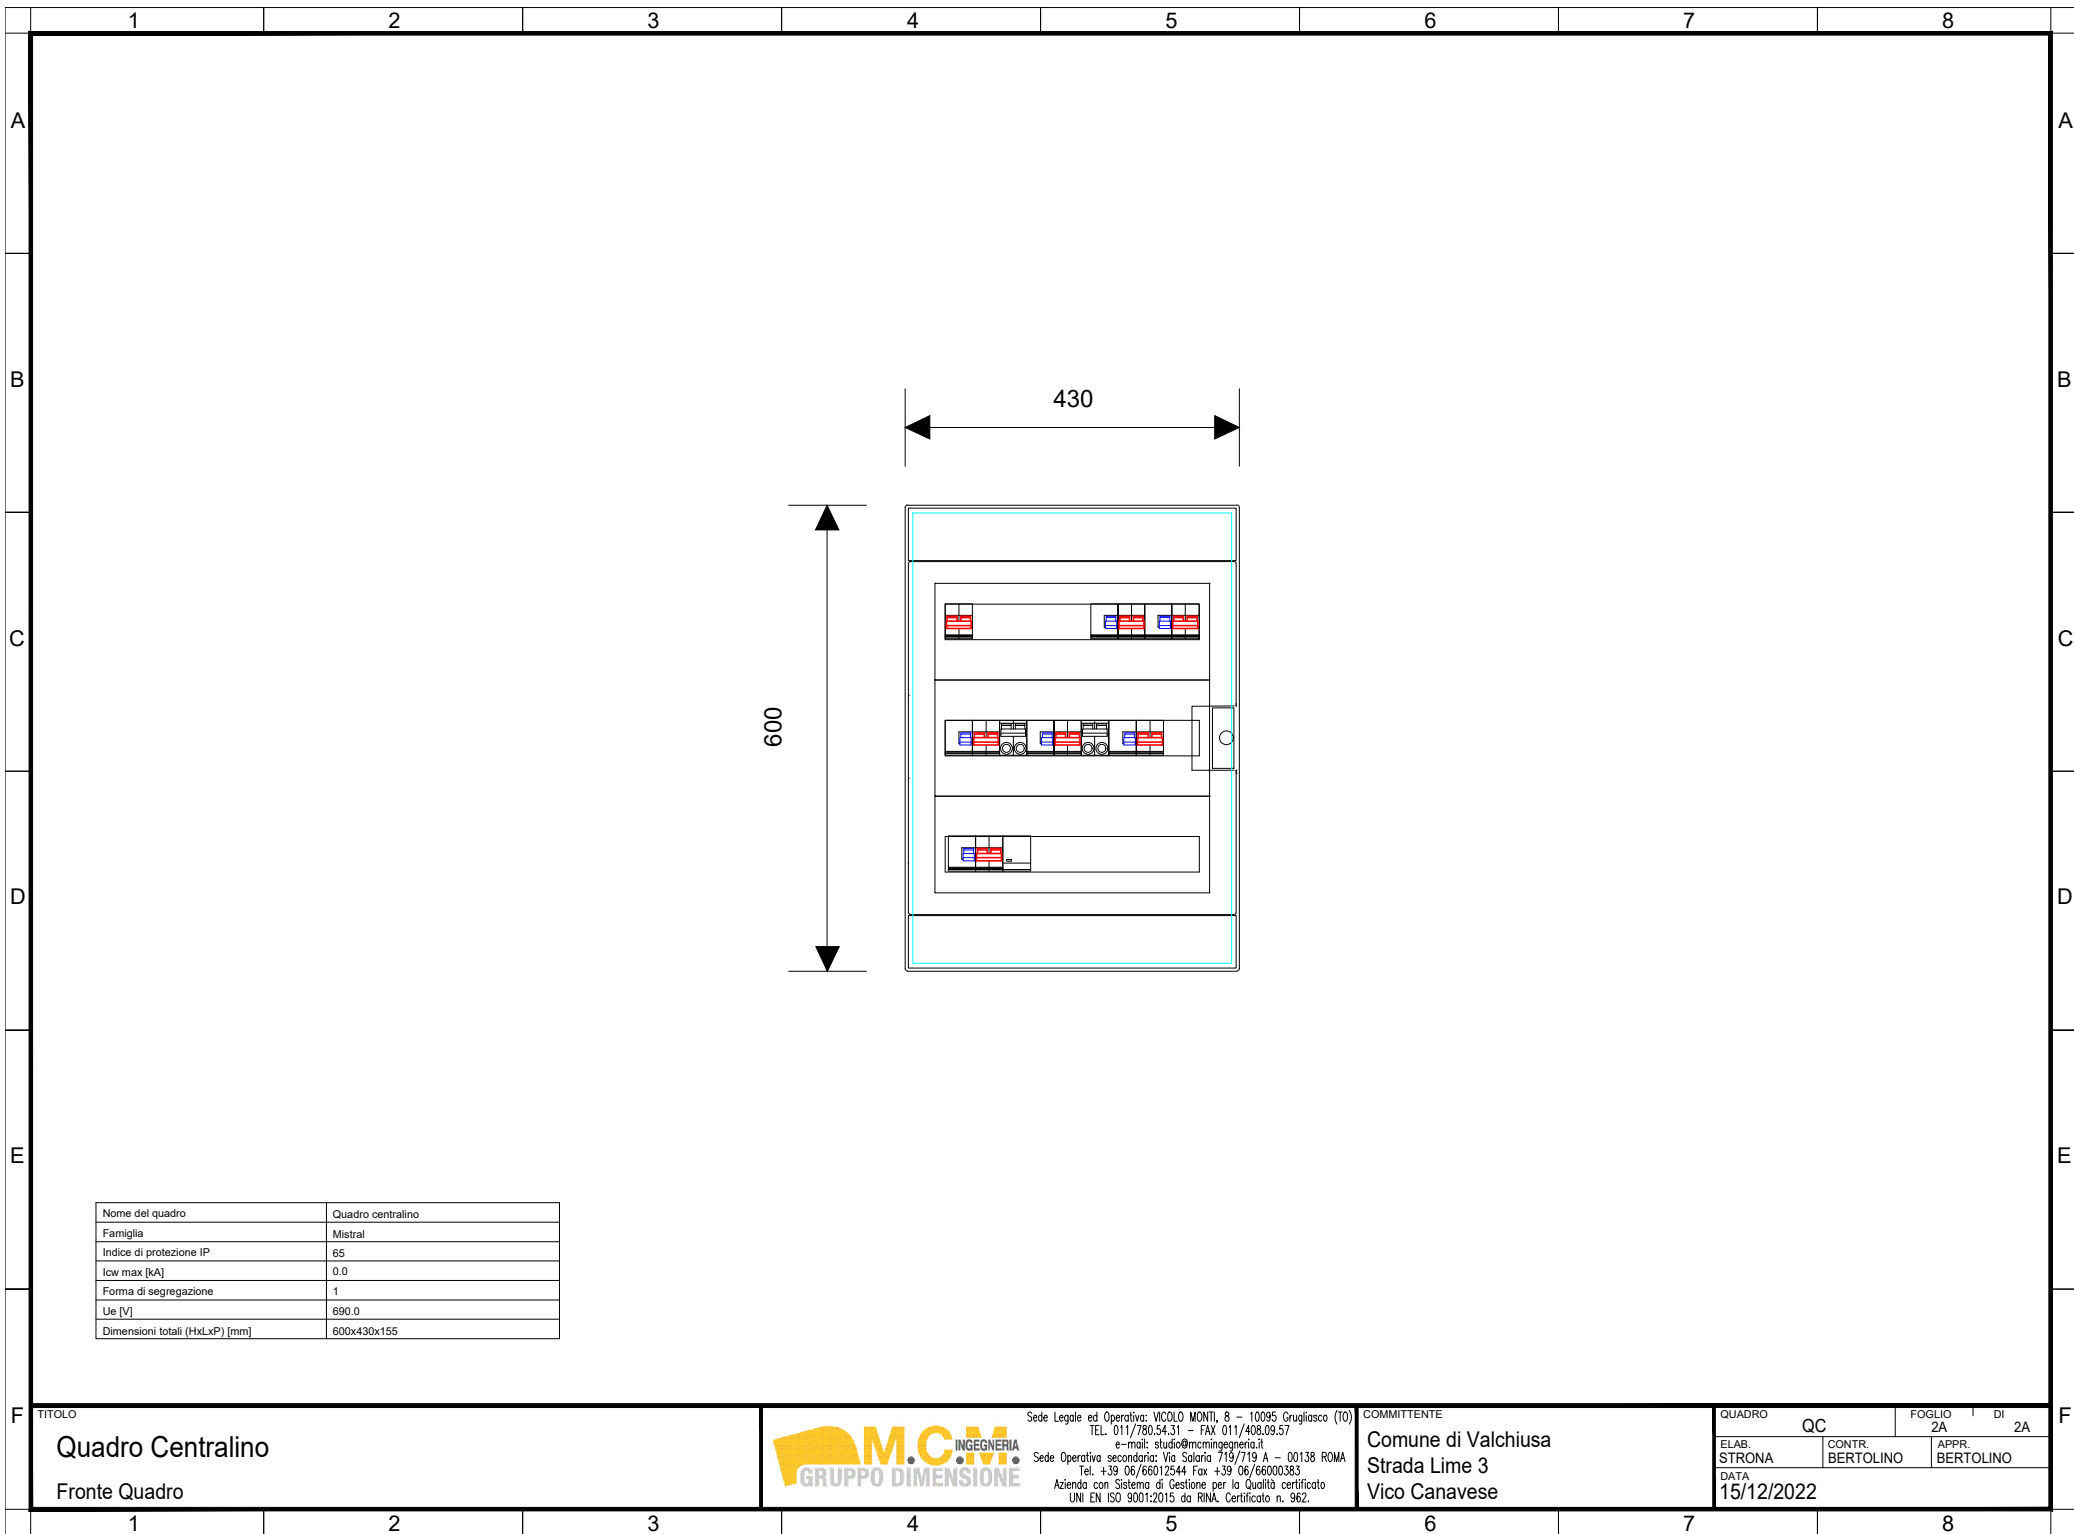 1 2 3 4 5 6 7 8
A A
B B
430
600
C C
D D
E E
Nome del quadro Quadro centralino
Famiglia Mistral
Indice di protezione IP 65
Icw max [kA] 0.0
Forma di segregazione 1
Ue [V] 690.0
Dimensioni totali (HxLxP) [mm] 600x430x155
F F
TITOLO
Quadro Centralino
Fronte Quadro
M.C.M. INGEGNERIA
GRUPPO DIMENSIONE
Sede Legale ed Operativa: VICOLO MONTI, 8 – 10095 Grugliasco (TO)
TEL. 011/780.54.31 – FAX 011/408.09.57
e-mail: studio@mcmingegneria.it
Sede Operativa secondaria: Via Salaria 719/719 A – 00138 ROMA
Tel. +39 06/66012544 Fax +39 06/66000383
Azienda con Sistema di Gestione per la Qualità certificato
UNI EN ISO 9001:2015 da RINA. Certificato n. 962.
COMMITTENTE
Comune di Valchiusa
Strada Lime 3
Vico Canavese
QUADRO FOGLIO DI
QC 2A 2A
ELAB. CONTR. APPR.
STRONA BERTOLINO BERTOLINO
DATA
15/12/2022
1 2 3 4 5 6 7 8